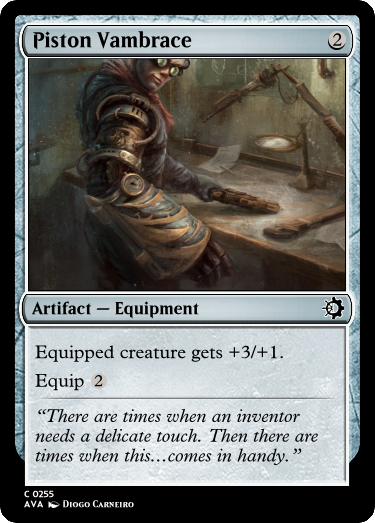 Piston Vambrace 2
Artifact — Equipment
Equipped creature gets +3/+1.
Equip 2
“There are times when an inventor
needs a delicate touch. Then there are
times when this…comes in handy.”
C 0255
AVA Diogo Carneiro